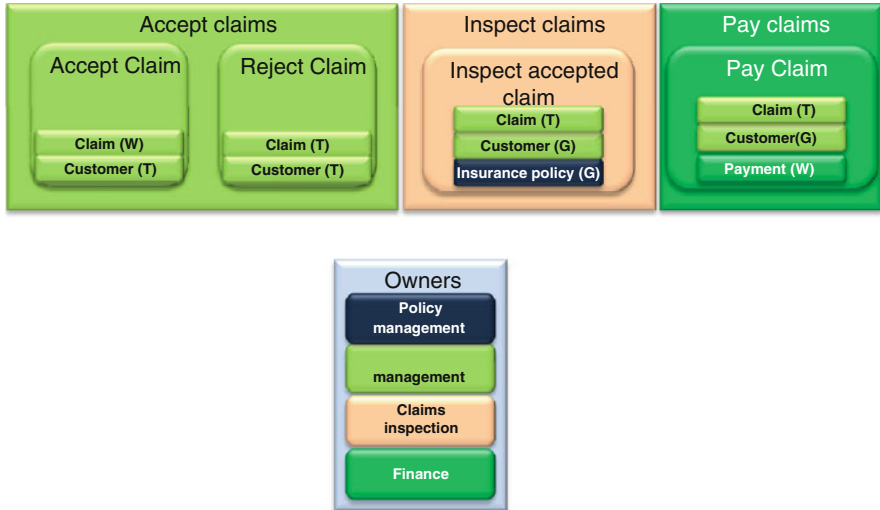 Accept claims
Accept Claim
Claim (W)
Customer (T)
Reject Claim
Claim (T)
Customer (T)
Inspect claims
Inspect accepted
claim
Claim (T)
Customer (G)
Insurance policy (G)
Pay claims
Pay Claim
Claim (T)
Customer(G)
Payment (W)
Owners
Policy
management
management
Claims
inspection
Finance